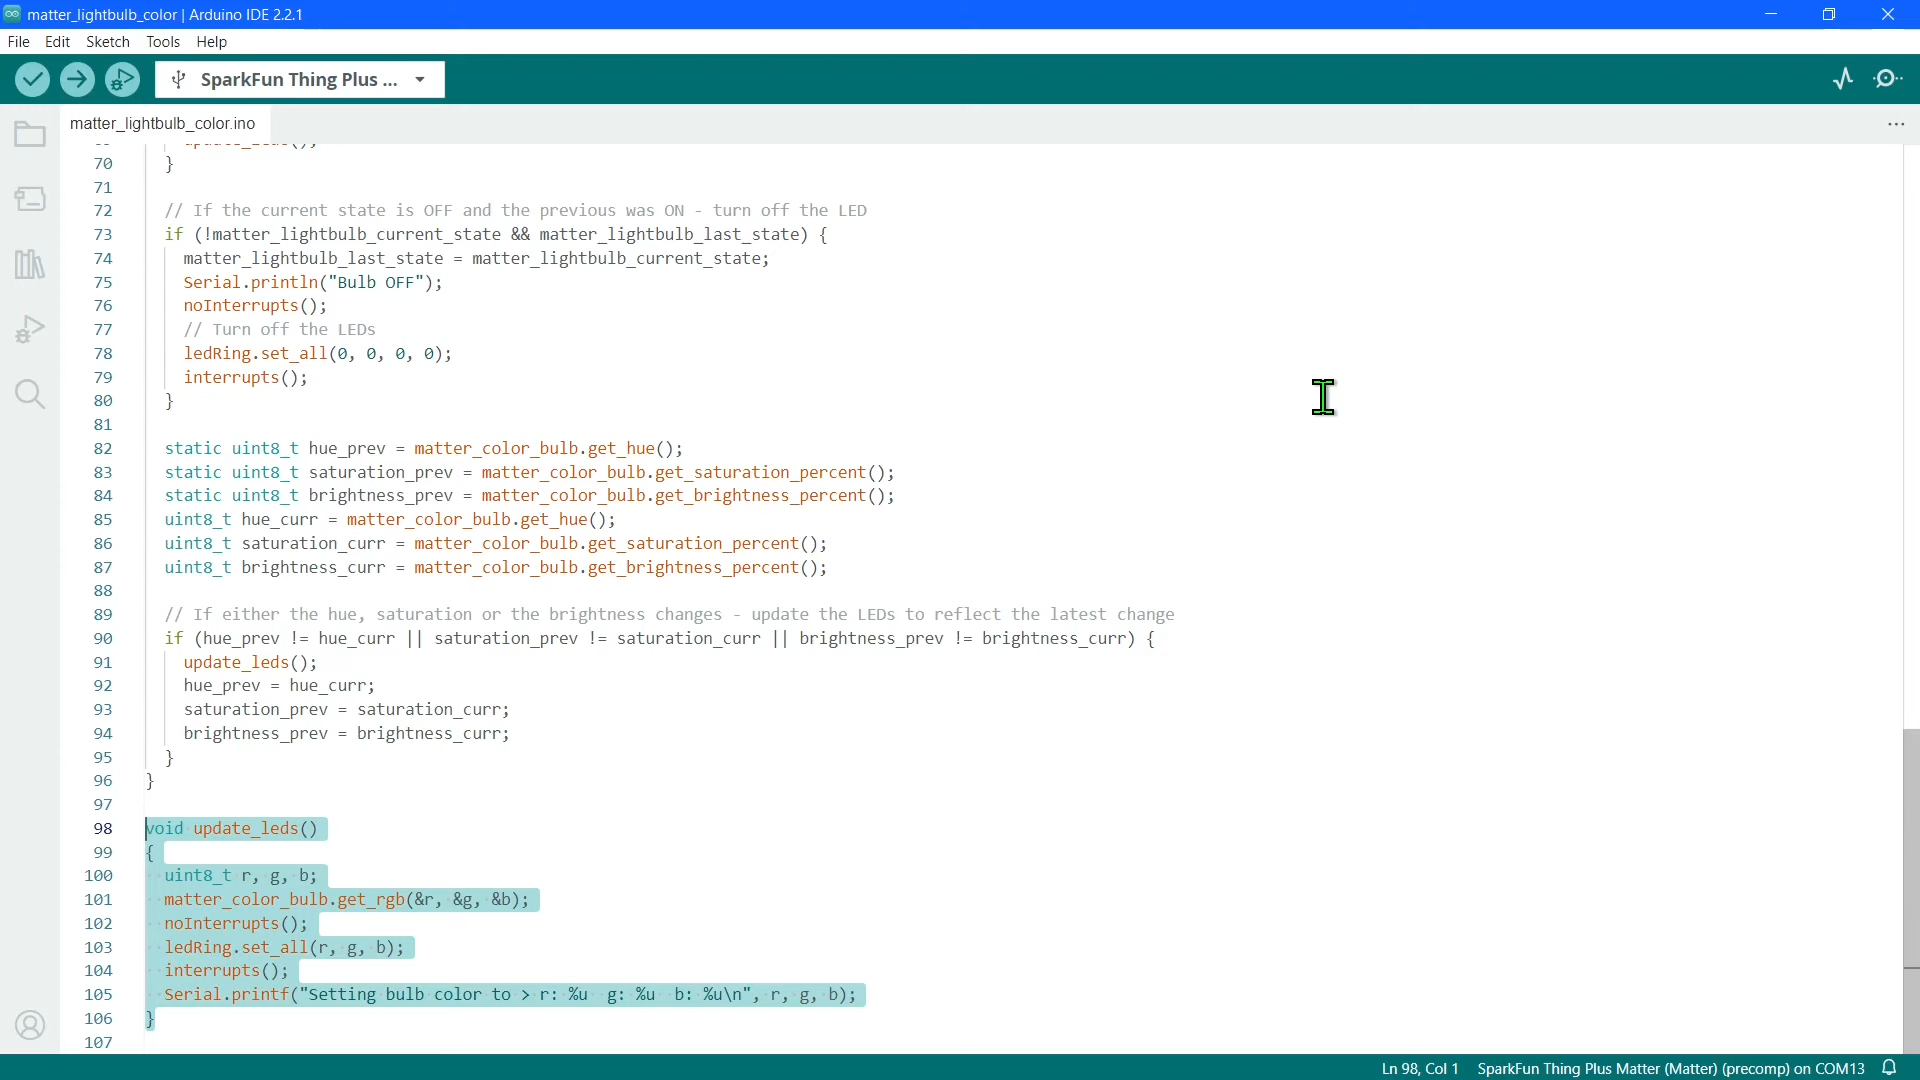 matter_lightbulb_color | Arduino IDE 2.2.1
File Edit Sketch Tools Help
SparkFun Thing Plus ...
matter_lightbulb_color.ino
70 }
71
72 // If the current state is OFF and the previous was ON - turn off the LED
73 if (!matter_lightbulb_current_state && matter_lightbulb_last_state) {
74 matter_lightbulb_last_state = matter_lightbulb_current_state;
75 Serial.println("Bulb OFF");
76 noInterrupts();
77 // Turn off the LEDs
78 ledRing.set_all(0, 0, 0, 0);
79 interrupts();
80 }
81
82 static uint8_t hue_prev = matter_color_bulb.get_hue();
83 static uint8_t saturation_prev = matter_color_bulb.get_saturation_percent();
84 static uint8_t brightness_prev = matter_color_bulb.get_brightness_percent();
85 uint8_t hue_curr = matter_color_bulb.get_hue();
86 uint8_t saturation_curr = matter_color_bulb.get_saturation_percent();
87 uint8_t brightness_curr = matter_color_bulb.get_brightness_percent();
88
89 // If either the hue, saturation or the brightness changes - update the LEDs to reflect the latest change
90 if (hue_prev != hue_curr || saturation_prev != saturation_curr || brightness_prev != brightness_curr) {
91 update_leds();
92 hue_prev = hue_curr;
93 saturation_prev = saturation_curr;
94 brightness_prev = brightness_curr;
95 }
96 }
97
98 void update_leds()
99 {
100 uint8_t r, g, b;
101 matter_color_bulb.get_rgb(&r, &g, &b);
102 noInterrupts();
103 ledRing.set_all(r, g, b);
104 interrupts();
105 Serial.printf("Setting bulb color to > r: %u  g: %u  b: %u\n", r, g, b);
106 }
107
Ln 98, Col 1 SparkFun Thing Plus Matter (Matter) (precomp) on COM13